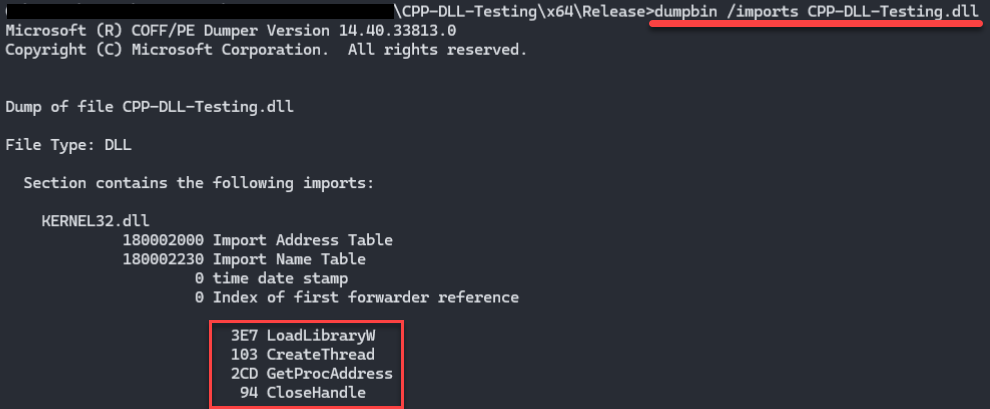 \CPP-DLL-Testing\x64\Release>dumpbin /imports CPP-DLL-Testing.dll
Microsoft (R) COFF/PE Dumper Version 14.40.33813.0
Copyright (C) Microsoft Corporation.  All rights reserved.
Dump of file CPP-DLL-Testing.dll
File Type: DLL
Section contains the following imports:
KERNEL32.dll
180002000 Import Address Table
180002230 Import Name Table
0 time date stamp
0 Index of first forwarder reference
3E7 LoadLibraryW
103 CreateThread
2CD GetProcAddress
94 CloseHandle